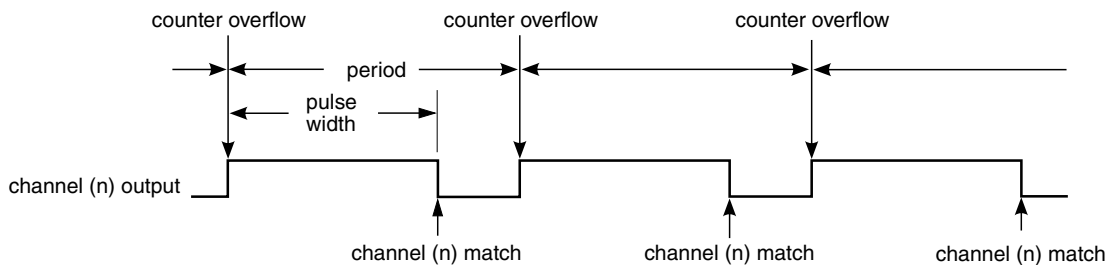 counter overflow
counter overflow
counter overflow
period
pulse
width
channel (n) output
channel (n) match
channel (n) match
channel (n) match